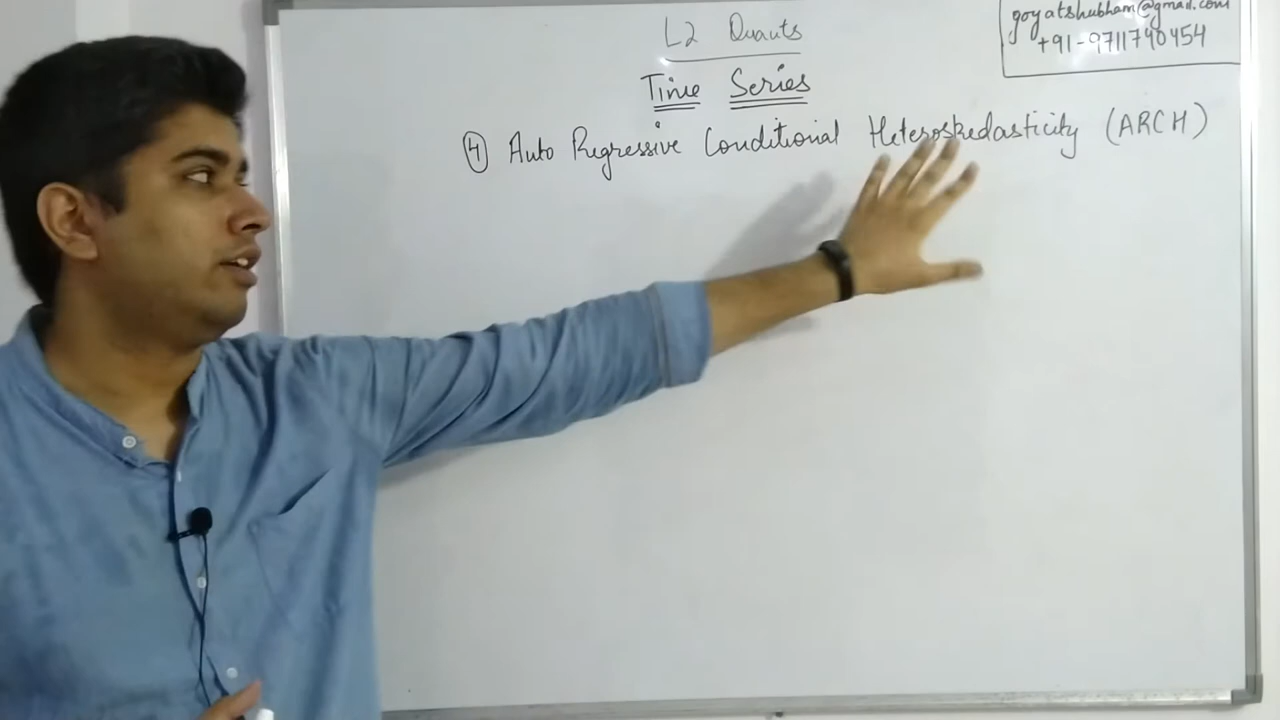 L2 Quants
goyatshubham@gmail.com
+91-9711740454
Time Series
④ Auto Regressive Conditional Heteroskedasticity (ARCH)